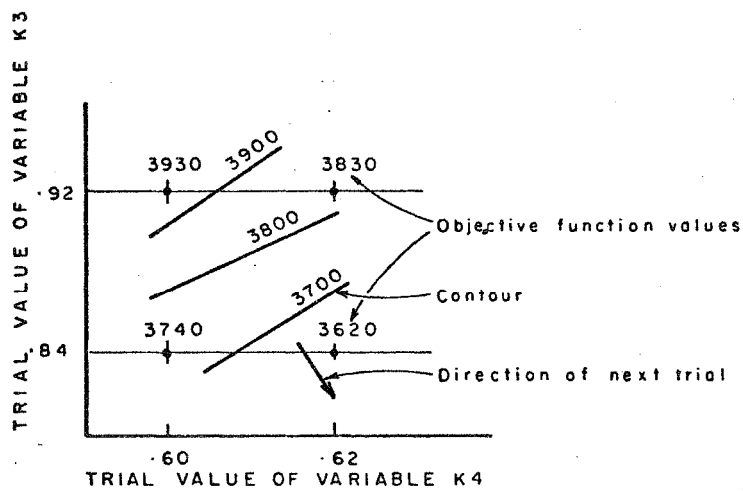 TRIAL VALUE OF VARIABLE K3
3930
3900
3830
.92
3800
Objective function values
3700
Contour
3740
3620
.84
Direction of next trial
.60
.62
TRIAL VALUE OF VARIABLE K4